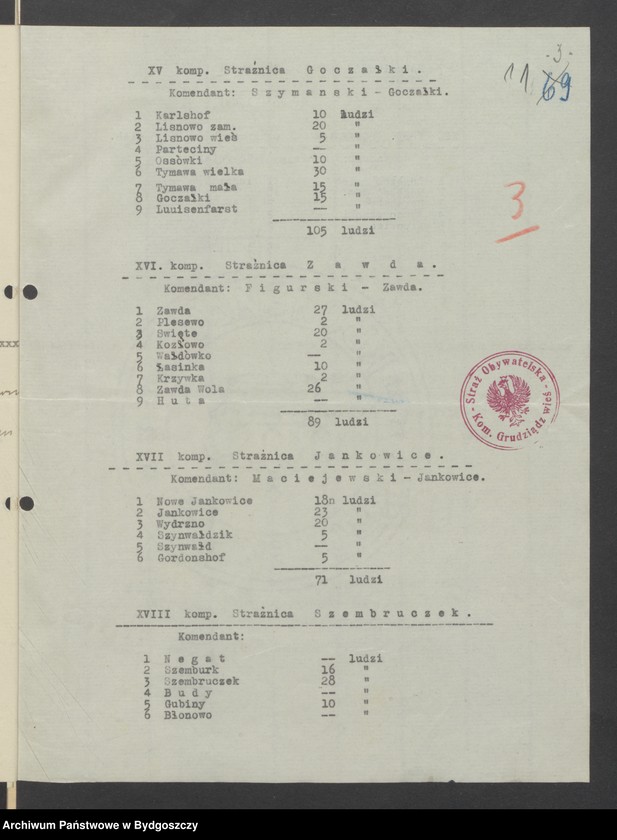 - 3 -
11 69
XV komp. Strażnica G o c z a ł k i .
Komendant: S z y m a n s k i - Goczałki.
1 Karlshof 10 ludzi
2 Lisnowo zam. 20 "
3 Lisnowo wieś 5 "
4 Parteciny — "
5 Ossówki 10 "
6 Tymawa wielka 30 "
7 Tymawa mała 15 "
8 Goczałki 15 "
9 Luuisenfarst — "
105 ludzi
3
XVI. komp. Strażnica Z a w d a .
Komendant: F i g u r s k i - Zawda.
1 Zawda 27 ludzi
2 Plesewo 2 "
3 Swięte 20 "
4 Kozłowo 2 "
5 Wałdòwko — "
6 Łasinka 10 "
7 Krzywka 2 "
8 Zawda Wola 26 "
9 H u t a — "
89 ludzi
- Straż Obywatelska - Kom. Grudziądz wieś
XVII komp. Strażnica J a n k o w i c e .
Komendant: M a c i e j e w s k i - Jankowice.
1 Nowe Jankowice 18n ludzi
2 Jankowice 23 "
3 Wydrzno 20 "
4 Szynwałdzik 5 "
5 Szynwałd — "
6 Gordonshof 5 "
71 ludzi
XVIII komp. Strażnica S z e m b r u c z e k .
Komendant:
1 N e g a t — ludzi
2 Szemburk 16 "
3 Szembruczek 28 "
4 B u d y — "
5 Gubiny 10 "
6 Błonowo — "
xxx
Archiwum Państwowe w Bydgoszczy